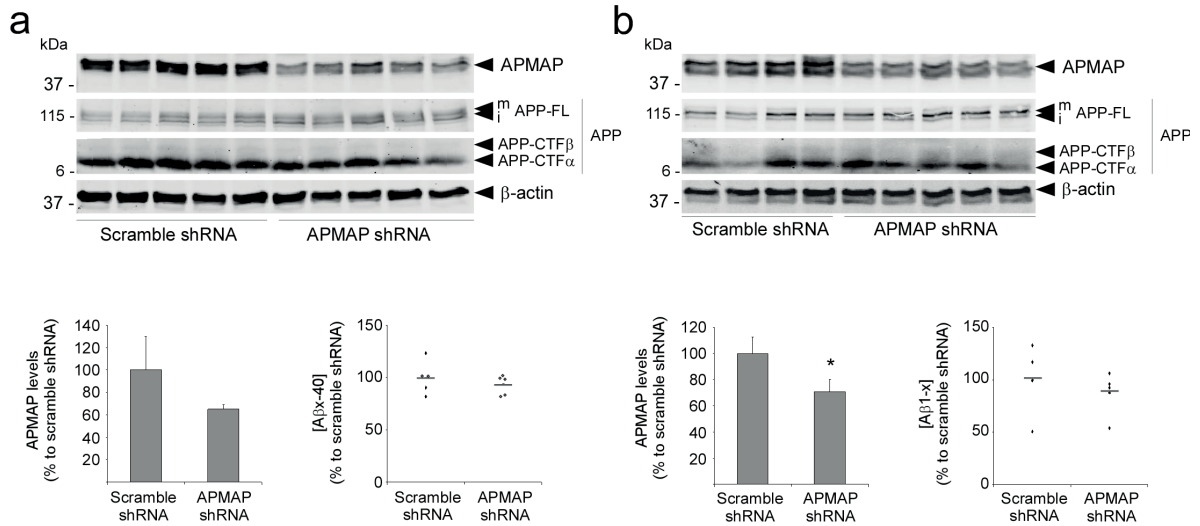 a
kDa
APMAP
37 -
115 -
m
i
APP-FL
APP
APP-CTFβ
APP-CTFα
6 -
37 -
β-actin
Scramble shRNA
APMAP shRNA
b
kDa
APMAP
37 -
115 -
m
i
APP-FL
APP
APP-CTFβ
APP-CTFα
6 -
37 -
β-actin
Scramble shRNA
APMAP shRNA
APMAP levels
(% to scramble shRNA)
140
120
100
80
60
40
20
Scramble
shRNA
APMAP
shRNA
[Aβx-40]
(% to scramble shRNA)
150
100
50
0
Scramble
shRNA
APMAP
shRNA
APMAP levels
(% to scramble shRNA)
120
100
80
60
40
20
*
Scramble
shRNA
APMAP
shRNA
[Aβ1-x]
(% to scramble shRNA)
150
100
50
0
Scramble
shRNA
APMAP
shRNA